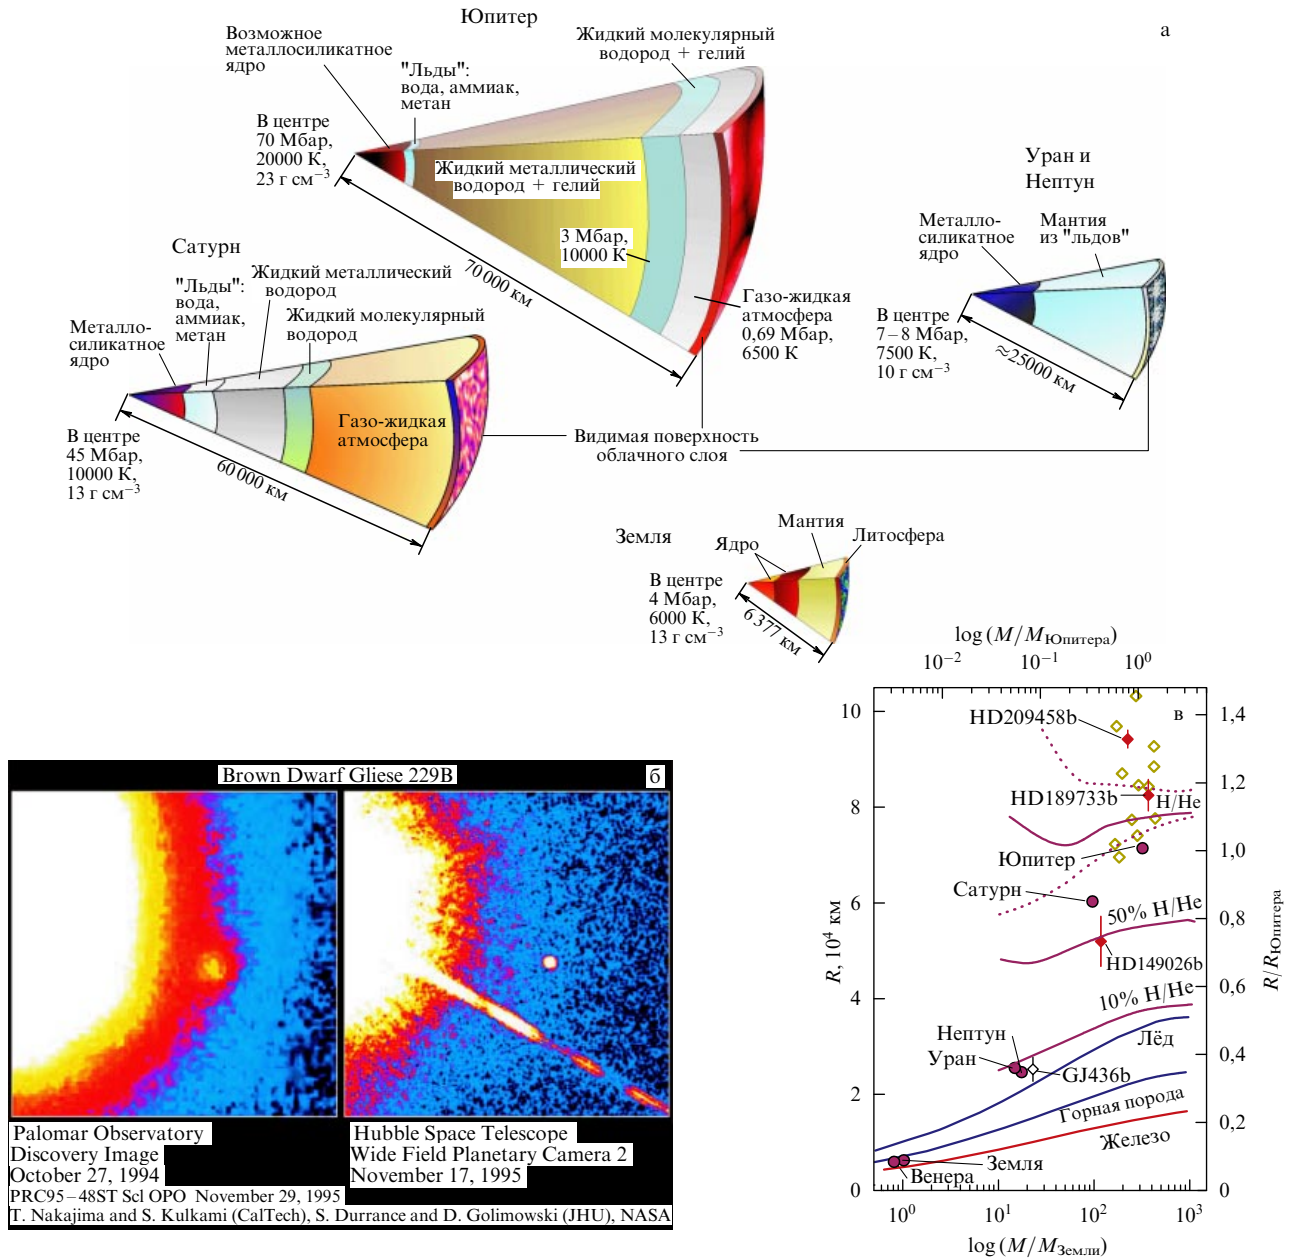 Юпитер
а
Возможное
металлосиликатное
ядро
"Льды":
вода, аммиак,
метан
Жидкий молекулярный
водород + гелий
В центре
70 Мбар,
20000 К,
23 г см⁻³
Жидкий металлический
водород + гелий
3 Мбар,
10000 К
70 000 км
Газо-жидкая
атмосфера
0,69 Мбар,
6500 К
Уран и
Нептун
Металло-
силикатное
ядро
Мантия
из "льдов"
В центре
7–8 Мбар,
7500 К,
10 г см⁻³
≈25000 км
Сатурн
Металло-
силикатное
ядро
"Льды":
вода,
аммиак,
метан
Жидкий металлический
водород
Жидкий молекулярный
водород
Газо-жидкая
атмосфера
В центре
45 Мбар,
10000 К,
13 г см⁻³
60 000 км
Видимая поверхность
облачного слоя
Земля
Ядро
Мантия
Литосфера
В центре
4 Мбар,
6000 К,
13 г см⁻³
6 377 км
Brown Dwarf Gliese 229B
б
Palomar Observatory
Discovery Image
October 27, 1994
Hubble Space Telescope
Wide Field Planetary Camera 2
November 17, 1995
PRC95–48ST Scl OPO November 29, 1995
T. Nakajima and S. Kulkami (CalTech), S. Durrance and D. Golimowski (JHU), NASA
log (M/M_Юпитера)
10⁻² 10⁻¹ 10⁰
в
R, 10⁴ км
10
8
6
4
2
0
R/R_Юпитера
1,4
1,2
1,0
0,8
0,6
0,4
0,2
0
HD209458b
HD189733b
H/He
Юпитер
Сатурн
50% H/He
HD149026b
10% H/He
Нептун
Уран
Лёд
GJ436b
Горная порода
Железо
Земля
Венера
10⁰ 10¹ 10² 10³
log (M/M_Земли)